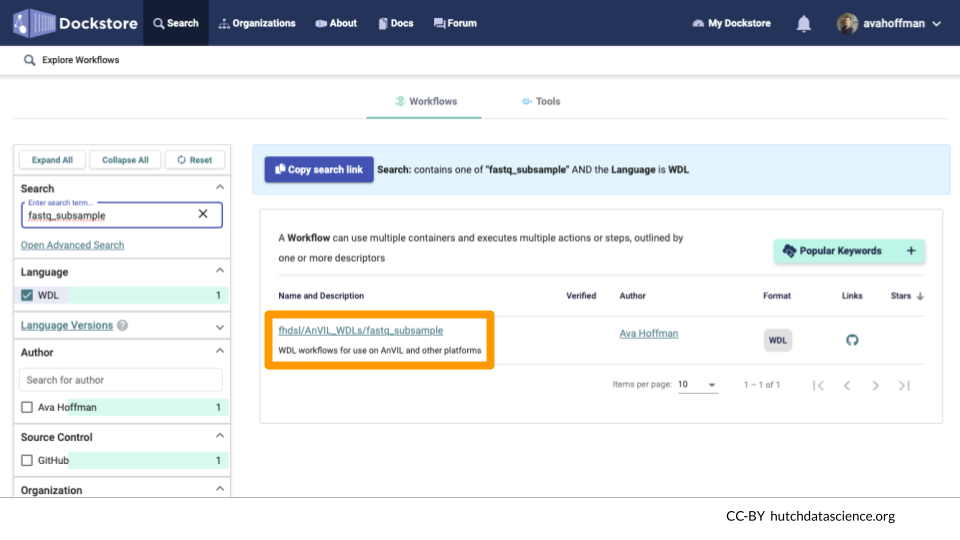 Dockstore
Search
Organizations
About
Docs
Forum
My Dockstore
avahoffman
Explore Workflows
Workflows
Tools
Expand All
Collapse All
Reset
Search
Enter search term...
fastq_subsample
Open Advanced Search
Language
WDL 1
Language Versions
Author
Search for author
Ava Hoffman 1
Source Control
GitHub 1
Organization
Copy search link
Search: contains one of "fastq_subsample" AND the Language is WDL
A Workflow can use multiple containers and executes multiple actions or steps, outlined by
one or more descriptors
Popular Keywords +
Name and Description Verified Author Format Links Stars
fhdsl/AnVIL_WDLs/fastq_subsample
WDL workflows for use on AnVIL and other platforms
Ava Hoffman
WDL
Items per page: 10 1 – 1 of 1
CC-BY hutchdatascience.org